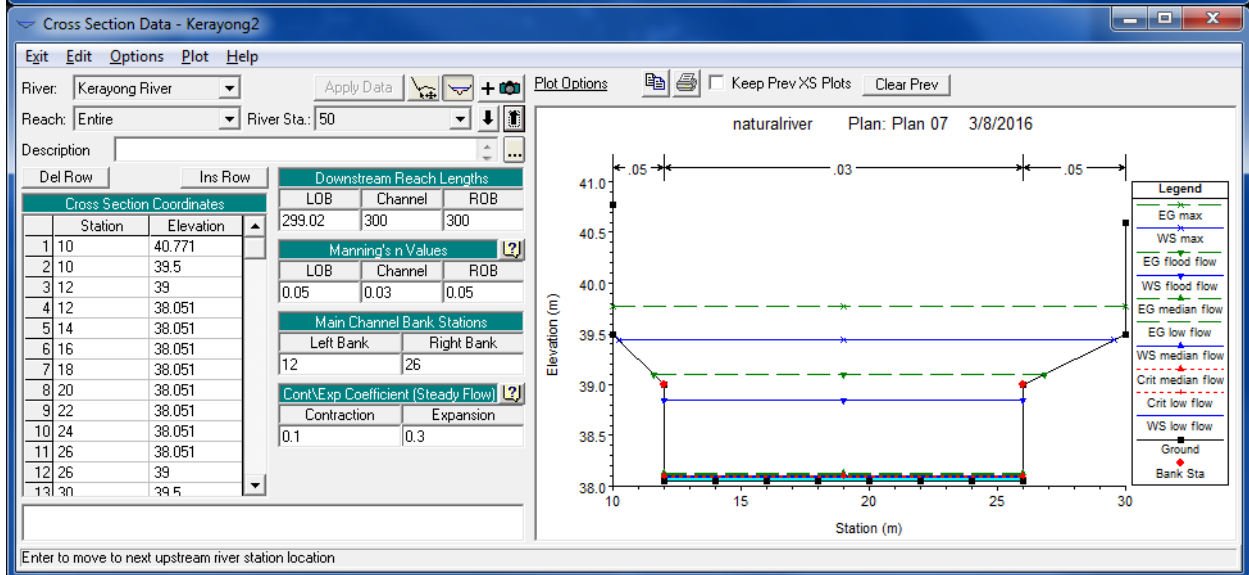 Cross Section Data - Kerayong2
Exit Edit Options Plot Help
River: Kerayong River Apply Data
Reach: Entire River Sta.: 50
Description ...
Del Row Ins Row
Cross Section Coordinates
Station Elevation
1 10 40.771
2 10 39.5
3 12 39
4 12 38.051
5 14 38.051
6 16 38.051
7 18 38.051
8 20 38.051
9 22 38.051
10 24 38.051
11 26 38.051
12 26 39
13 30 39.5
Downstream Reach Lengths
LOB Channel ROB
299.02 300 300
Manning's n Values
LOB Channel ROB
0.05 0.03 0.05
Main Channel Bank Stations
Left Bank Right Bank
12 26
Cont\Exp Coefficient (Steady Flow)
Contraction Expansion
0.1 0.3
Plot Options Keep Prev XS Plots Clear Prev
naturalriver Plan: Plan 07 3/8/2016
.05 .03 .05
41.0
40.5
40.0
39.5
39.0
38.5
38.0
Elevation (m)
10 15 20 25 30
Station (m)
Legend
EG max
WS max
EG flood flow
WS flood flow
EG median flow
EG low flow
WS median flow
Crit median flow
Crit low flow
WS low flow
Ground
Bank Sta
Enter to move to next upstream river station location